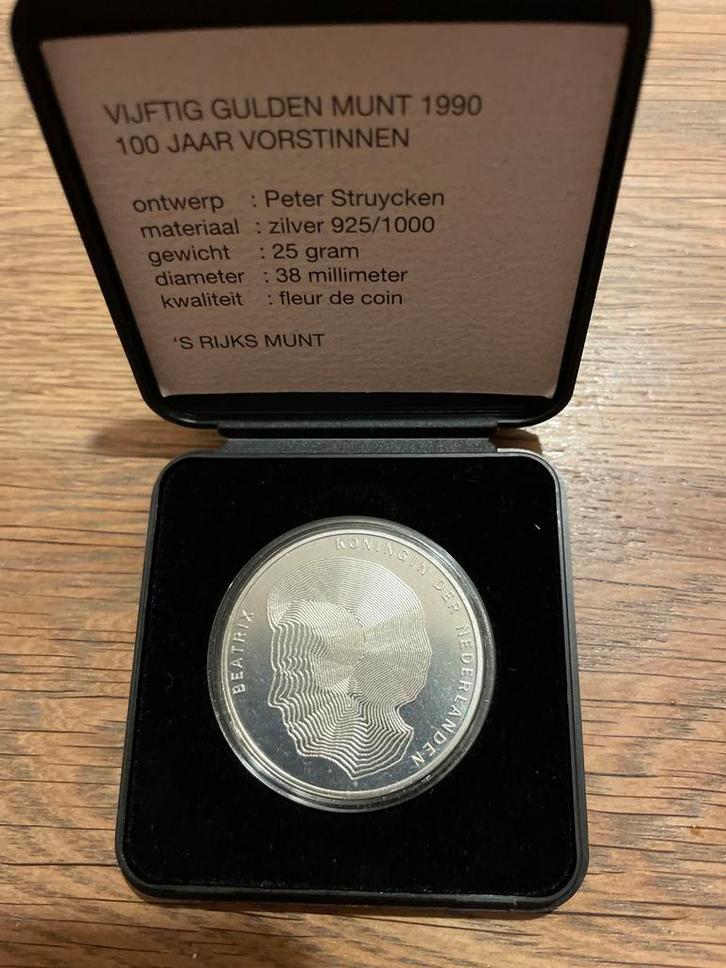 VIJFTIG GULDEN MUNT 1990
100 JAAR VORSTINNEN
ontwerp : Peter Struycken
materiaal : zilver 925/1000
gewicht : 25 gram
diameter : 38 millimeter
kwaliteit : fleur de coin
'S RIJKS MUNT
BEATRIX
KONINGIN DER NEDERLANDEN